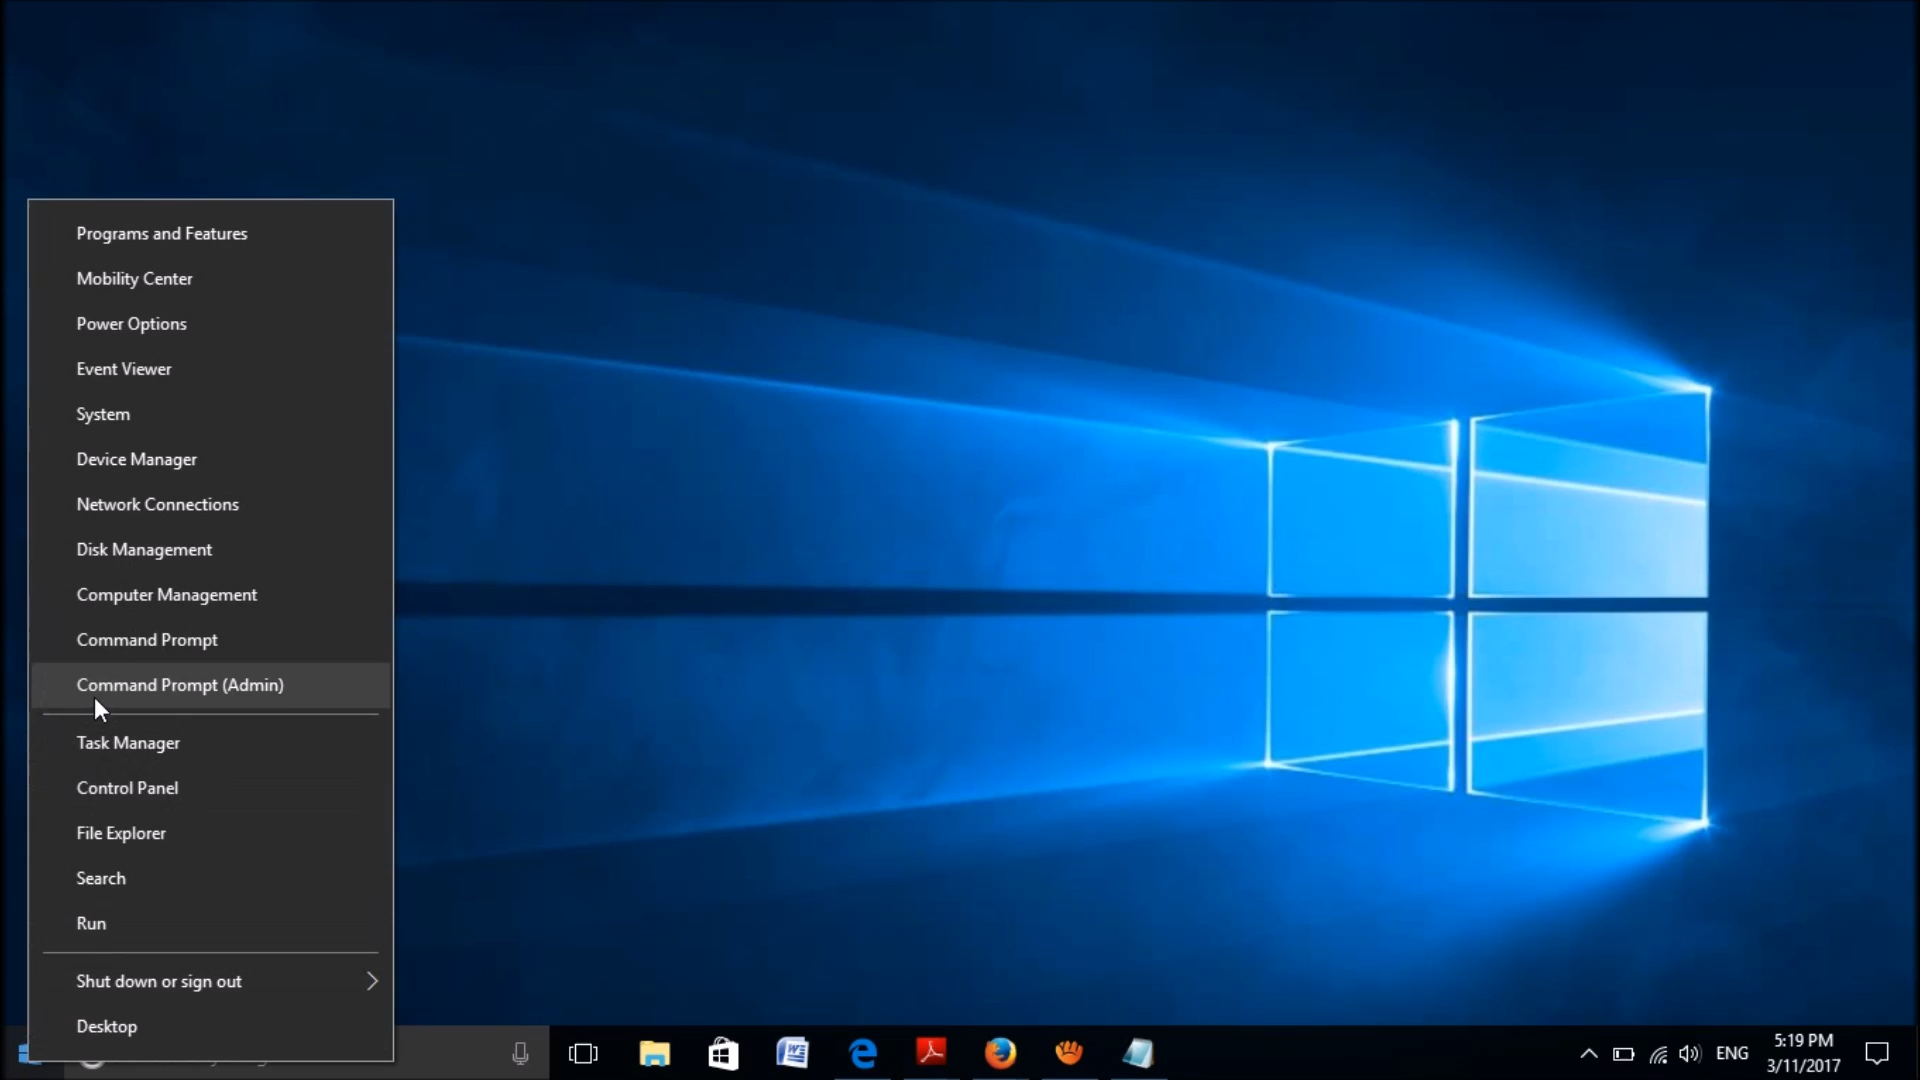 Programs and Features
Mobility Center
Power Options
Event Viewer
System
Device Manager
Network Connections
Disk Management
Computer Management
Command Prompt
Command Prompt (Admin)
Task Manager
Control Panel
File Explorer
Search
Run
Shut down or sign out
Desktop
ENG
5:19 PM
3/11/2017